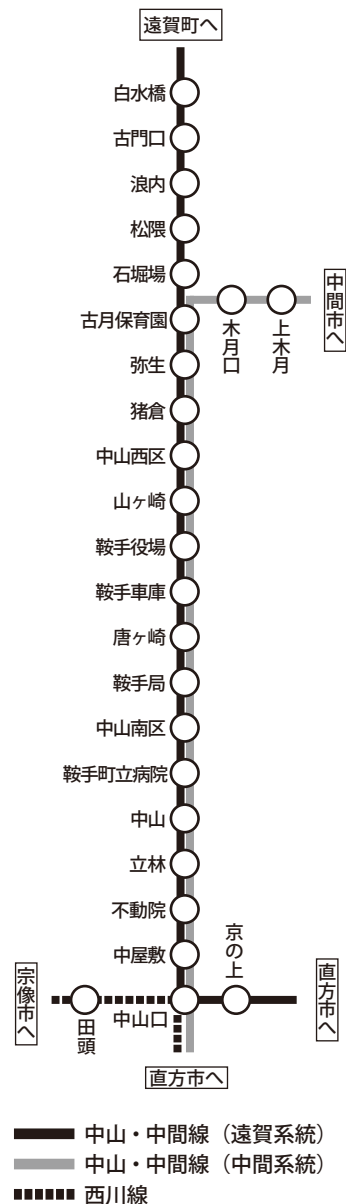 遠賀町へ
白水橋
古門口
浪内
松隈
石堀場
古月保育園
木月口
上木月
中間市へ
弥生
猪倉
中山西区
山ヶ崎
鞍手役場
鞍手車庫
唐ヶ崎
鞍手局
中山南区
鞍手町立病院
中山
立林
不動院
中屋敷
京の上
宗像市へ
田頭
中山口
直方市へ
直方市へ
中山・中間線（遠賀系統）
中山・中間線（中間系統）
西川線